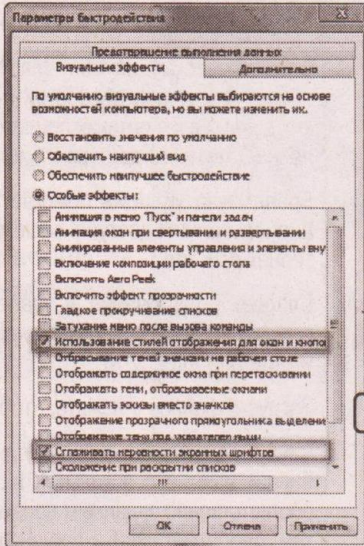 Параметры быстродействия
Предотвращение выполнения данных
Визуальные эффекты
Дополнительно
По умолчанию визуальные эффекты выбираются на основе
возможностей компьютера, но вы можете изменить их.
Восстановить значения по умолчанию
Обеспечить наилучший вид
Обеспечить наилучшее быстродействие
Особые эффекты:
Анимация в меню "Пуск" и панели задач
Анимация окон при свертывании и развертывании
Анимированные элементы управления и элементы вну
Включение композиции рабочего стола
Включить Aero Peek
Включить эффект прозрачности
Гладкое прокручивание списков
Затухание меню после вызова команды
Использование стилей отображения для окон и кнопо
Отбрасывание теней значками на рабочем столе
Отображать содержимое окна при перетаскивании
Отображать тени, отбрасываемые окнами
Отображать эскизы вместо значков
Отображение прозрачного прямоугольника выделени
Отображение тени под указателем мыши
Сглаживать неровности экранных шрифтов
Скольжение при раскрытии списков
OK
Отмена
Применить